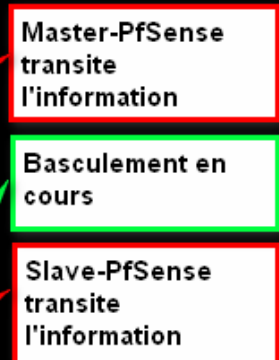 Master-PfSense
transite
l'information
Basculement en
cours
Slave-PfSense
transite
l'information